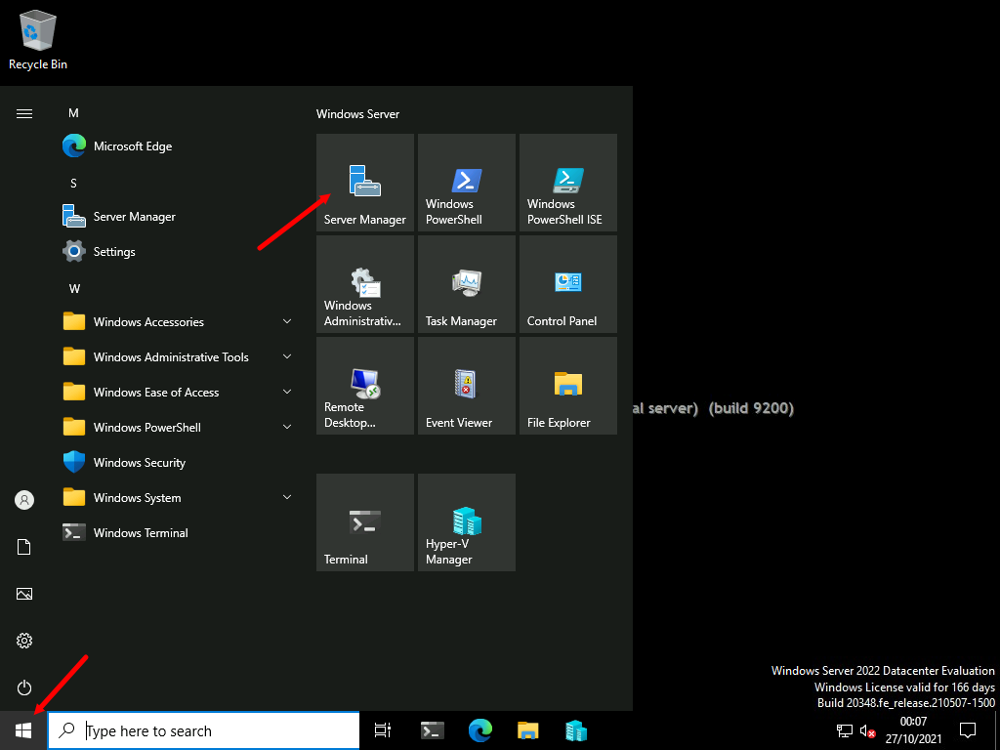 Recycle Bin
M
Microsoft Edge
S
Server Manager
Settings
W
Windows Accessories
Windows Administrative Tools
Windows Ease of Access
Windows PowerShell
Windows Security
Windows System
Windows Terminal
Windows Server
Server Manager
Windows
PowerShell
Windows
PowerShell ISE
Windows
Administrativ...
Task Manager
Control Panel
Remote
Desktop...
Event Viewer
File Explorer
Terminal
Hyper-V
Manager
al server) (build 9200)
Windows Server 2022 Datacenter Evaluation
Windows License valid for 166 days
Build 20348.fe_release.210507-1500
Type here to search
00:07
27/10/2021